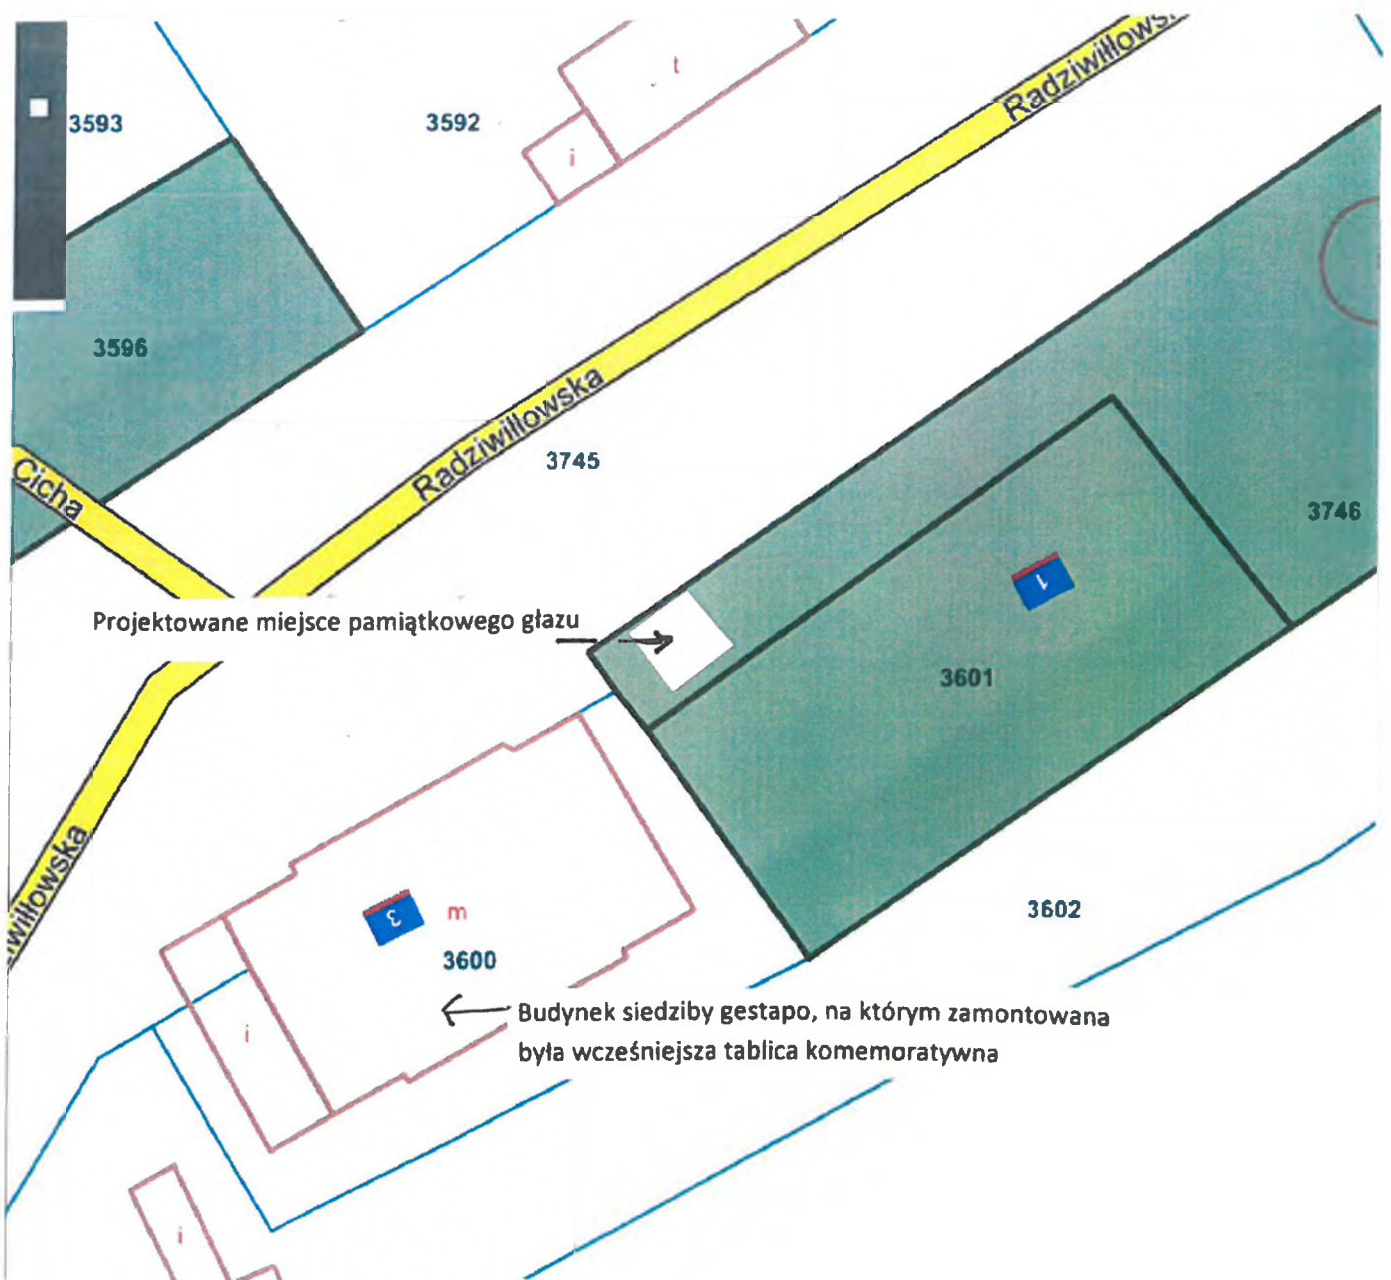 Radziwiłłows
t
3593
3592
i
3596
Radziwiłłowska
3745
Cicha
3746
1
Projektowane miejsce pamiątkowego głazu
3601
wiłłowska
3
m
3602
3600
Budynek siedziby gestapo, na którym zamontowana
była wcześniejsza tablica komemoratywna
i
i